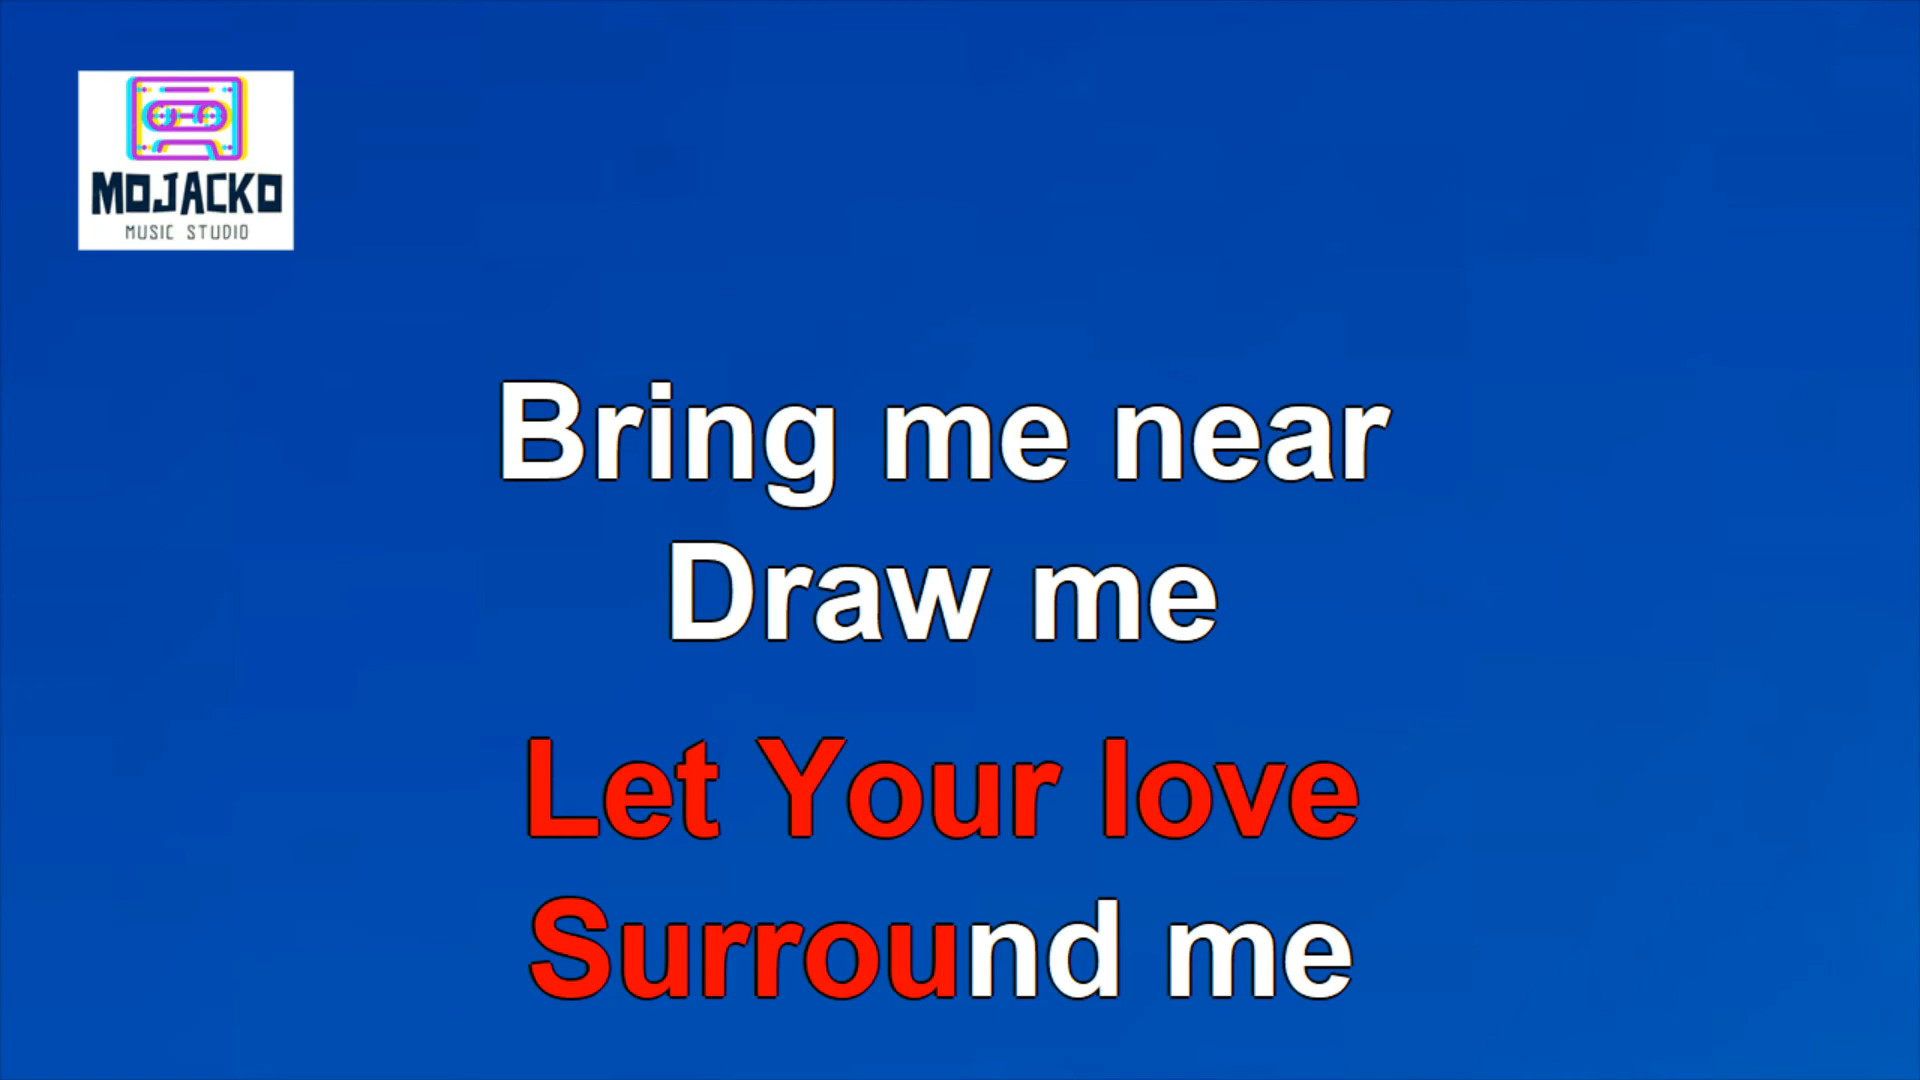 MOJACKO
MUSIC STUDIO
Bring me near
Draw me
Let Your love
Surround me